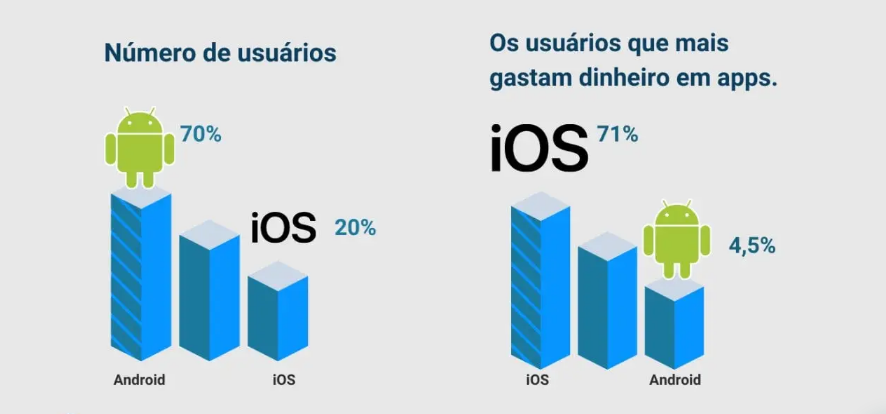 Número de usuários
70%
iOS 20%
Android iOS
Os usuários que mais
gastam dinheiro em apps.
iOS 71%
4,5%
iOS Android